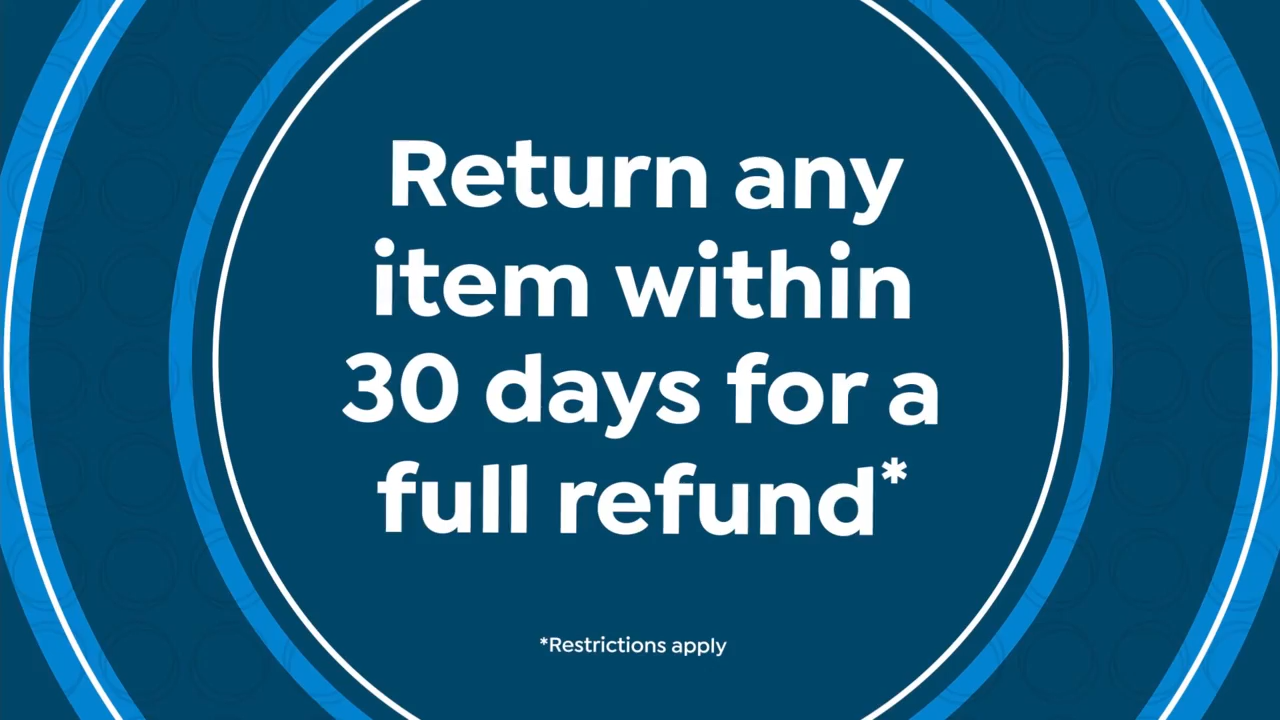 Return any
item within
30 days for a
full refund*
*Restrictions apply